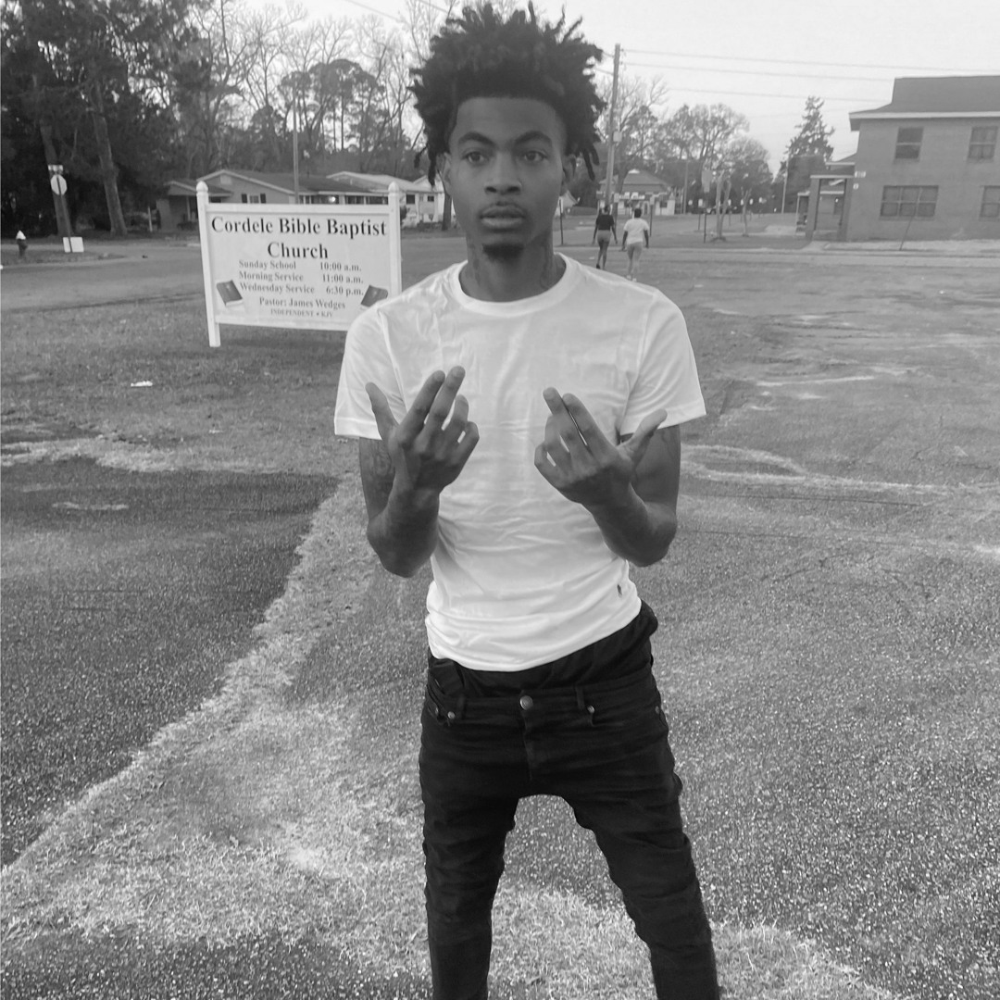 Cordele Bible Baptist
Church
Sunday School 10:00 a.m.
Morning Service 11:00 a.m.
Wednesday Service 6:30 p.m.
Pastor: James Wedges
INDEPENDENT • KJV